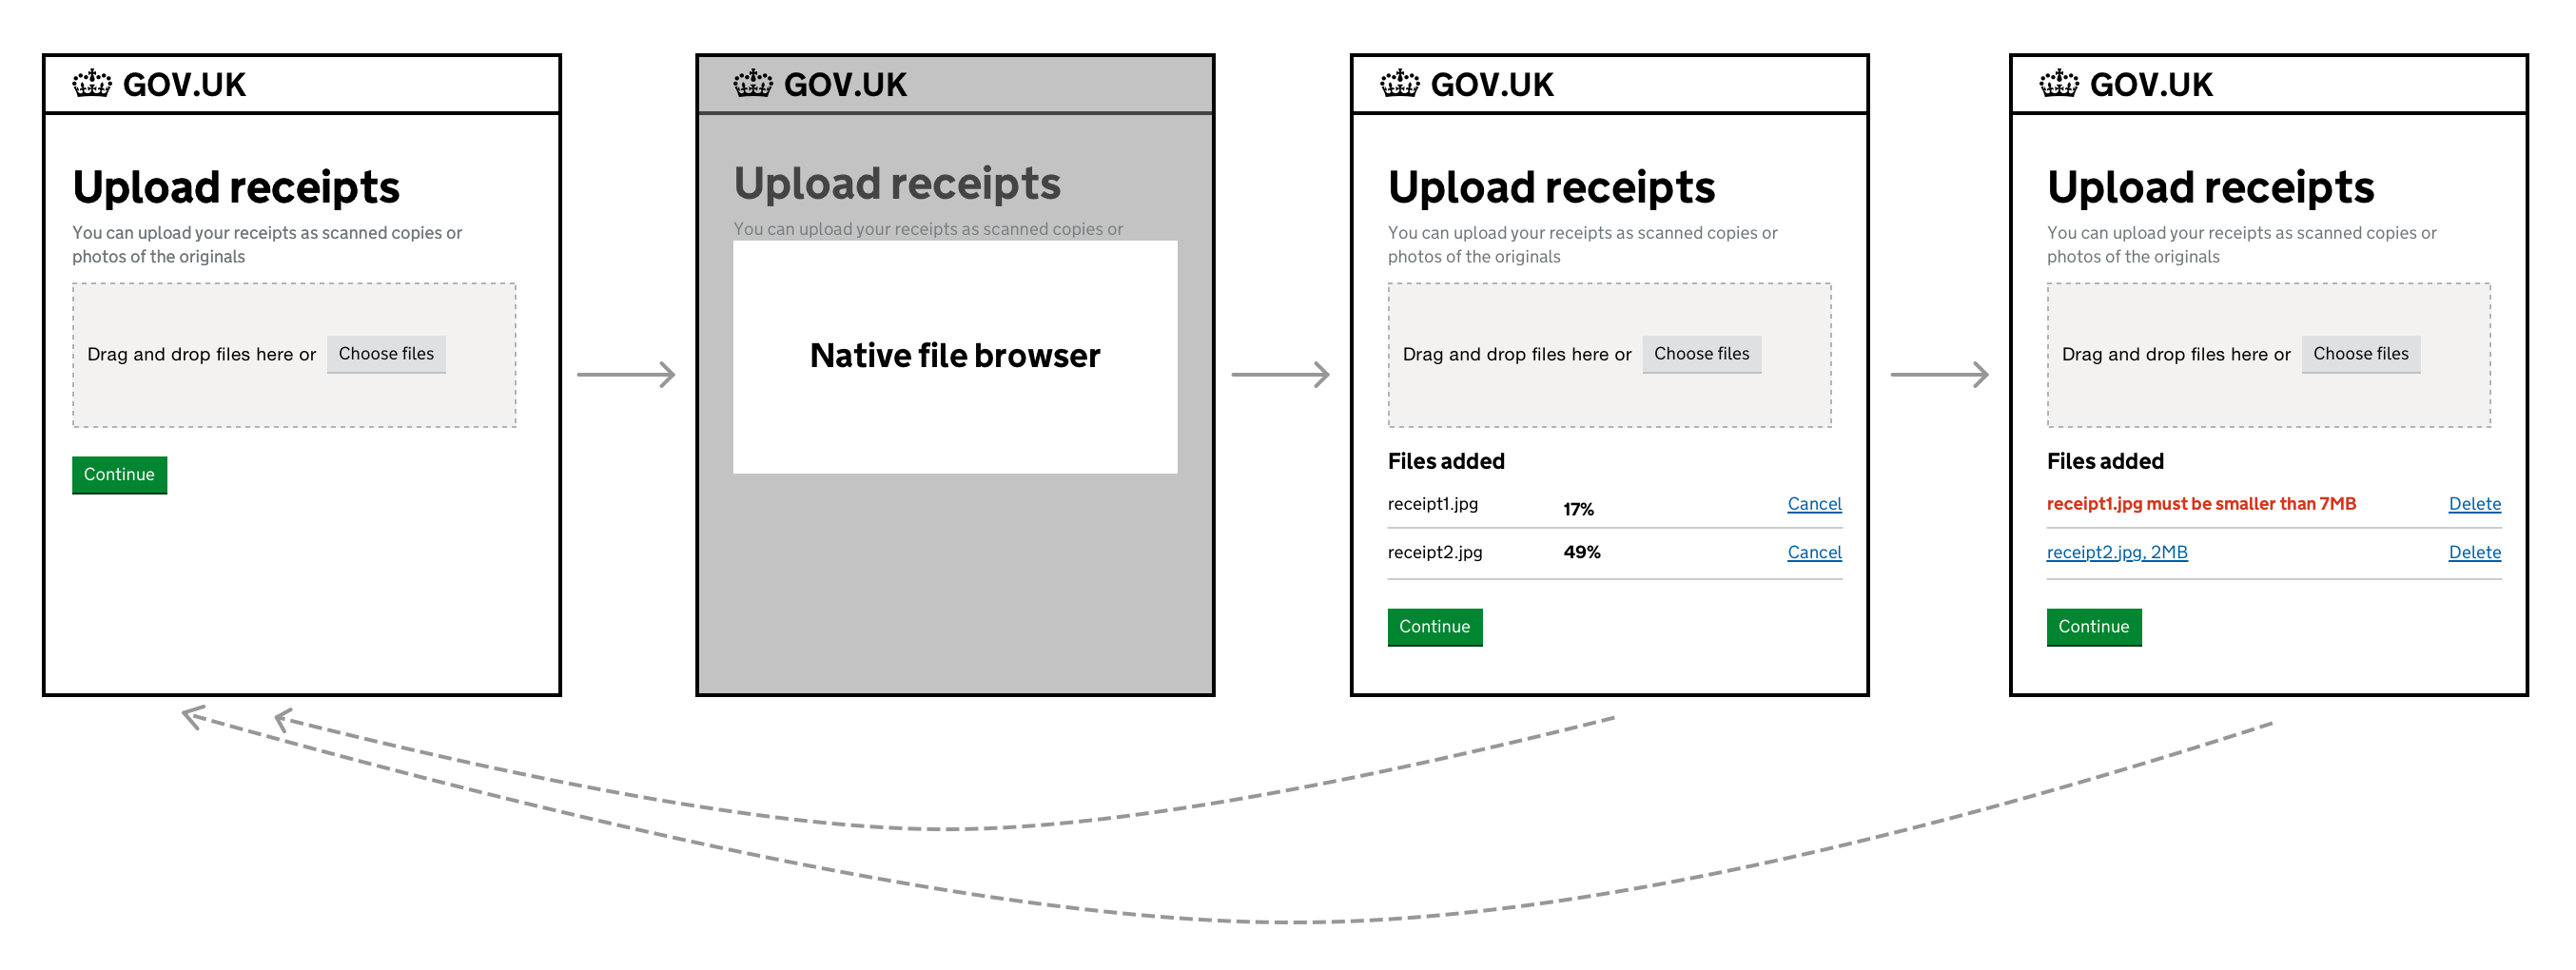 GOV.UK
Upload receipts
You can upload your receipts as scanned copies or
photos of the originals
Drag and drop files here or Choose files
Continue
GOV.UK
Upload receipts
You can upload your receipts as scanned copies or
Native file browser
GOV.UK
Upload receipts
You can upload your receipts as scanned copies or
photos of the originals
Drag and drop files here or Choose files
Files added
receipt1.jpg 17% Cancel
receipt2.jpg 49% Cancel
Continue
GOV.UK
Upload receipts
You can upload your receipts as scanned copies or
photos of the originals
Drag and drop files here or Choose files
Files added
receipt1.jpg must be smaller than 7MB Delete
receipt2.jpg, 2MB Delete
Continue